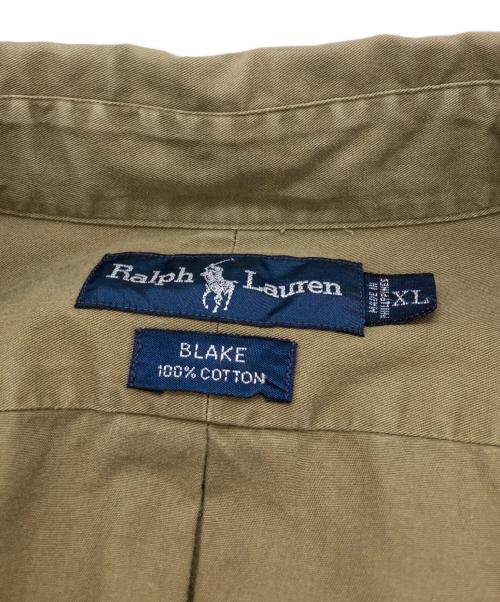 Ralph Lauren
MADE IN
PHILIPPINES
XL
BLAKE
100% COTTON